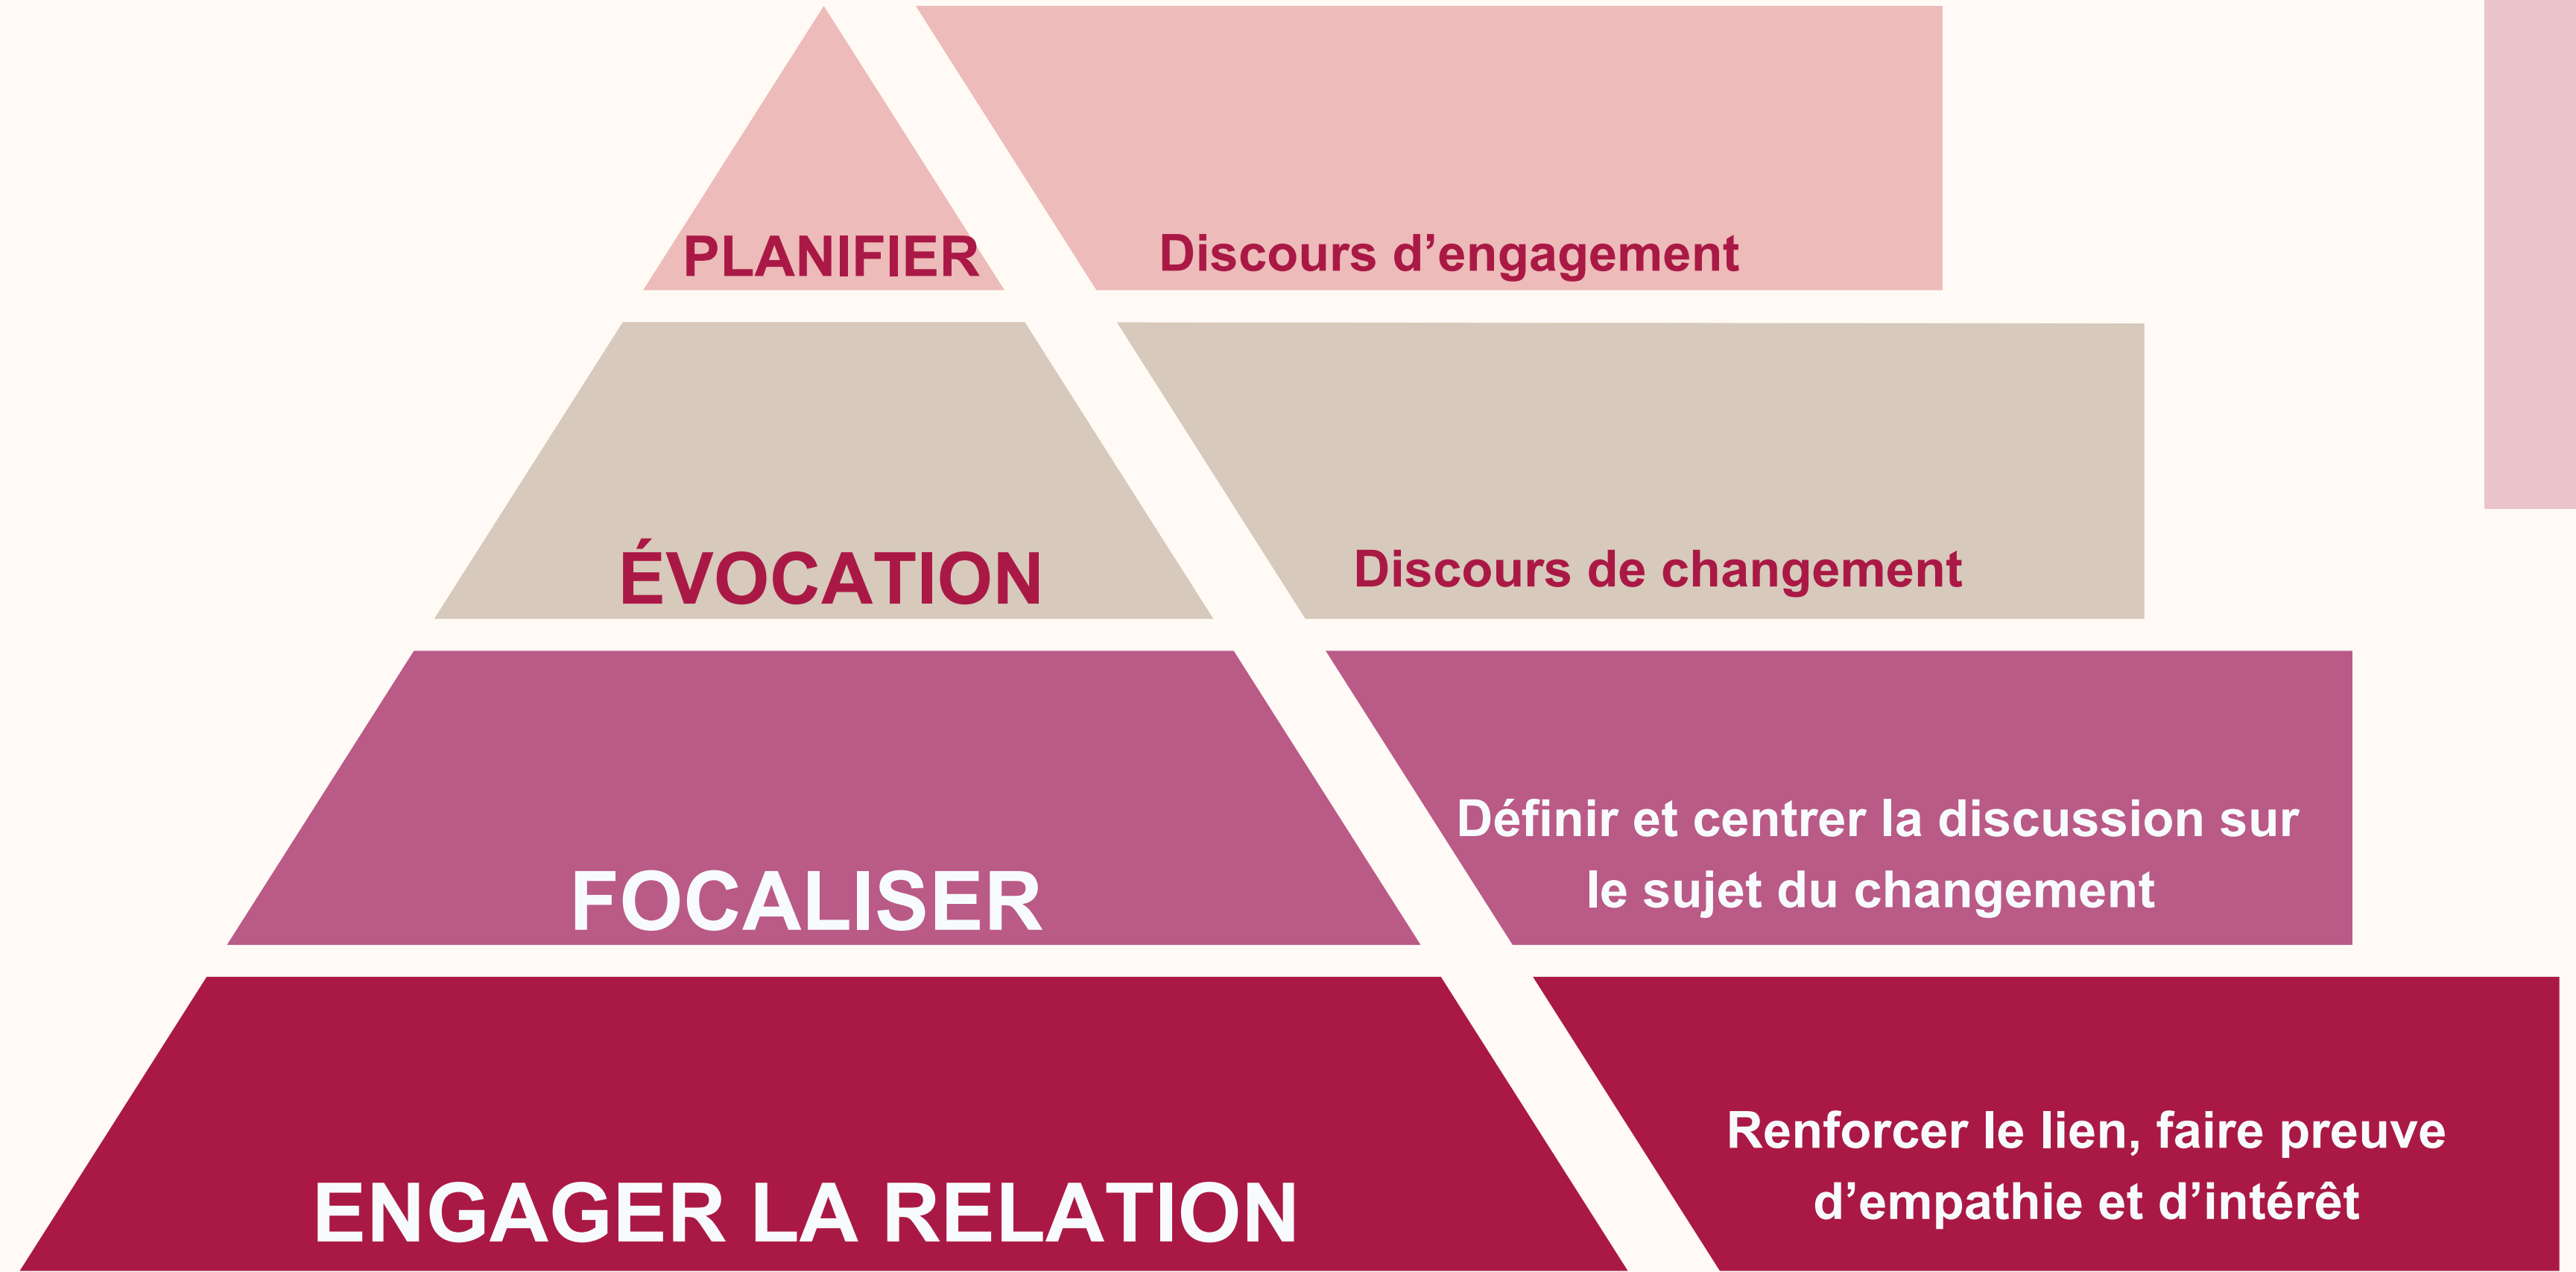 PLANIFIER
Discours d’engagement
ÉVOCATION
Discours de changement
FOCALISER
Définir et centrer la discussion sur
le sujet du changement
ENGAGER LA RELATION
Renforcer le lien, faire preuve
d’empathie et d’intérêt